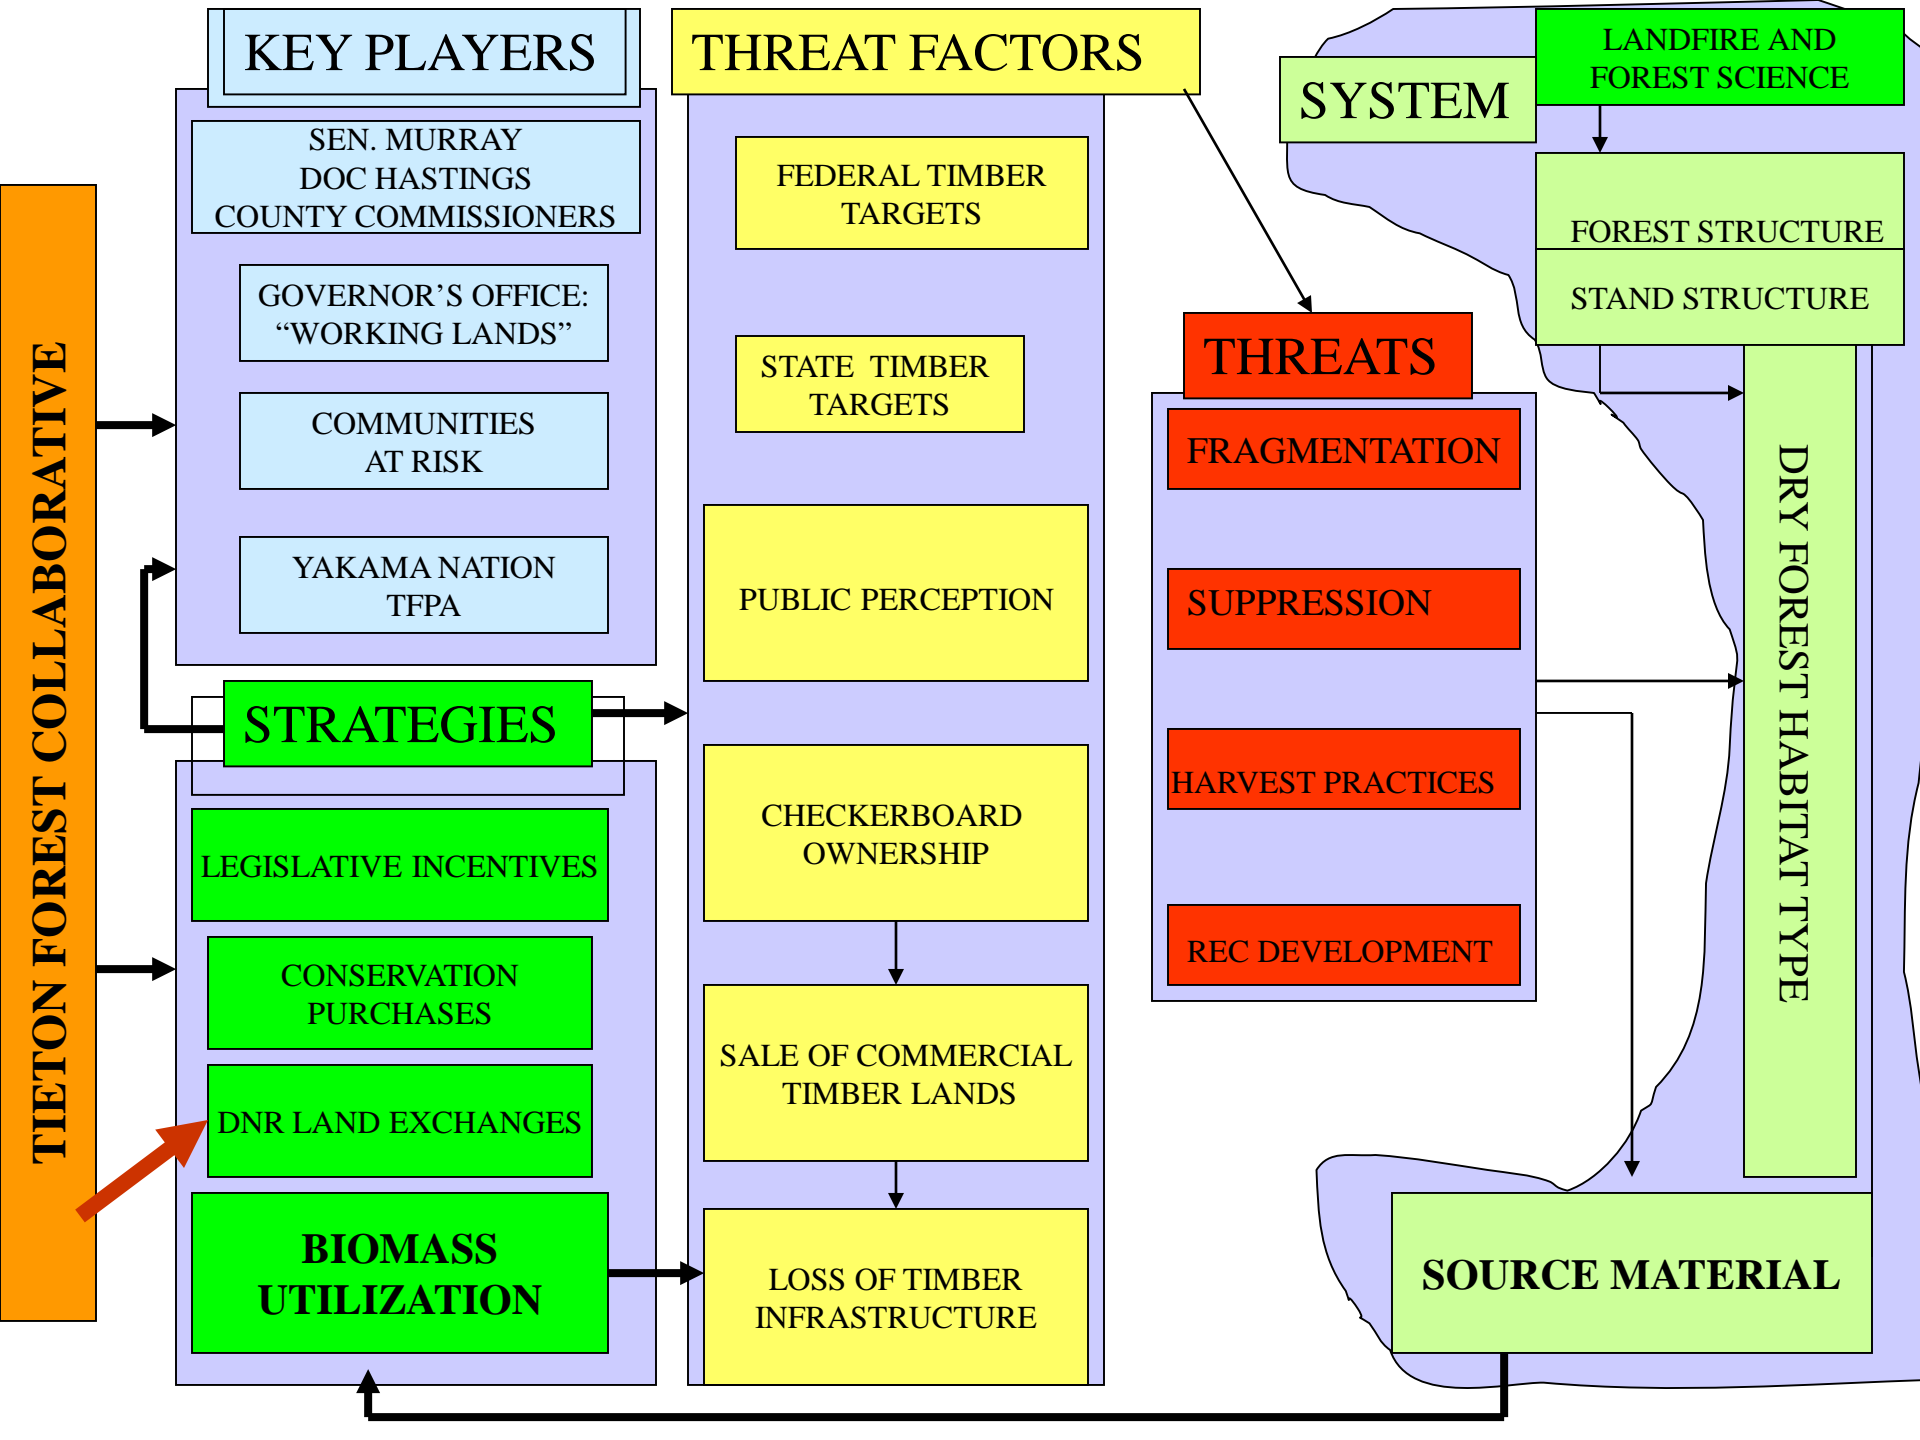 TIETON FOREST COLLABORATIVE
KEY PLAYERS
SEN. MURRAY
DOC HASTINGS
COUNTY COMMISSIONERS
GOVERNOR’S OFFICE:
“WORKING LANDS”
COMMUNITIES
AT RISK
YAKAMA NATION
TFPA
STRATEGIES
LEGISLATIVE INCENTIVES
CONSERVATION
PURCHASES
DNR LAND EXCHANGES
BIOMASS
UTILIZATION
THREAT FACTORS
FEDERAL TIMBER
TARGETS
STATE TIMBER
TARGETS
PUBLIC PERCEPTION
CHECKERBOARD
OWNERSHIP
SALE OF COMMERCIAL
TIMBER LANDS
LOSS OF TIMBER
INFRASTRUCTURE
THREATS
FRAGMENTATION
SUPPRESSION
HARVEST PRACTICES
REC DEVELOPMENT
SYSTEM
LANDFIRE AND
FOREST SCIENCE
FOREST STRUCTURE
STAND STRUCTURE
DRY FOREST HABITAT TYPE
SOURCE MATERIAL